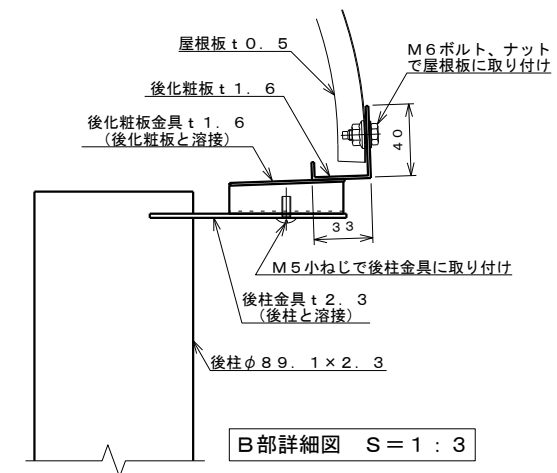 屋根板ｔ０．５
Ｍ６ボルト、ナット
で屋根板に取り付け
後化粧板ｔ１．６
後化粧板金具ｔ１．６
（後化粧板と溶接）
４０
３３
Ｍ５小ねじで後柱金具に取り付け
後柱金具ｔ２．３
（後柱と溶接）
後柱φ８９．１×２．３
Ｂ部詳細図　Ｓ＝１：３